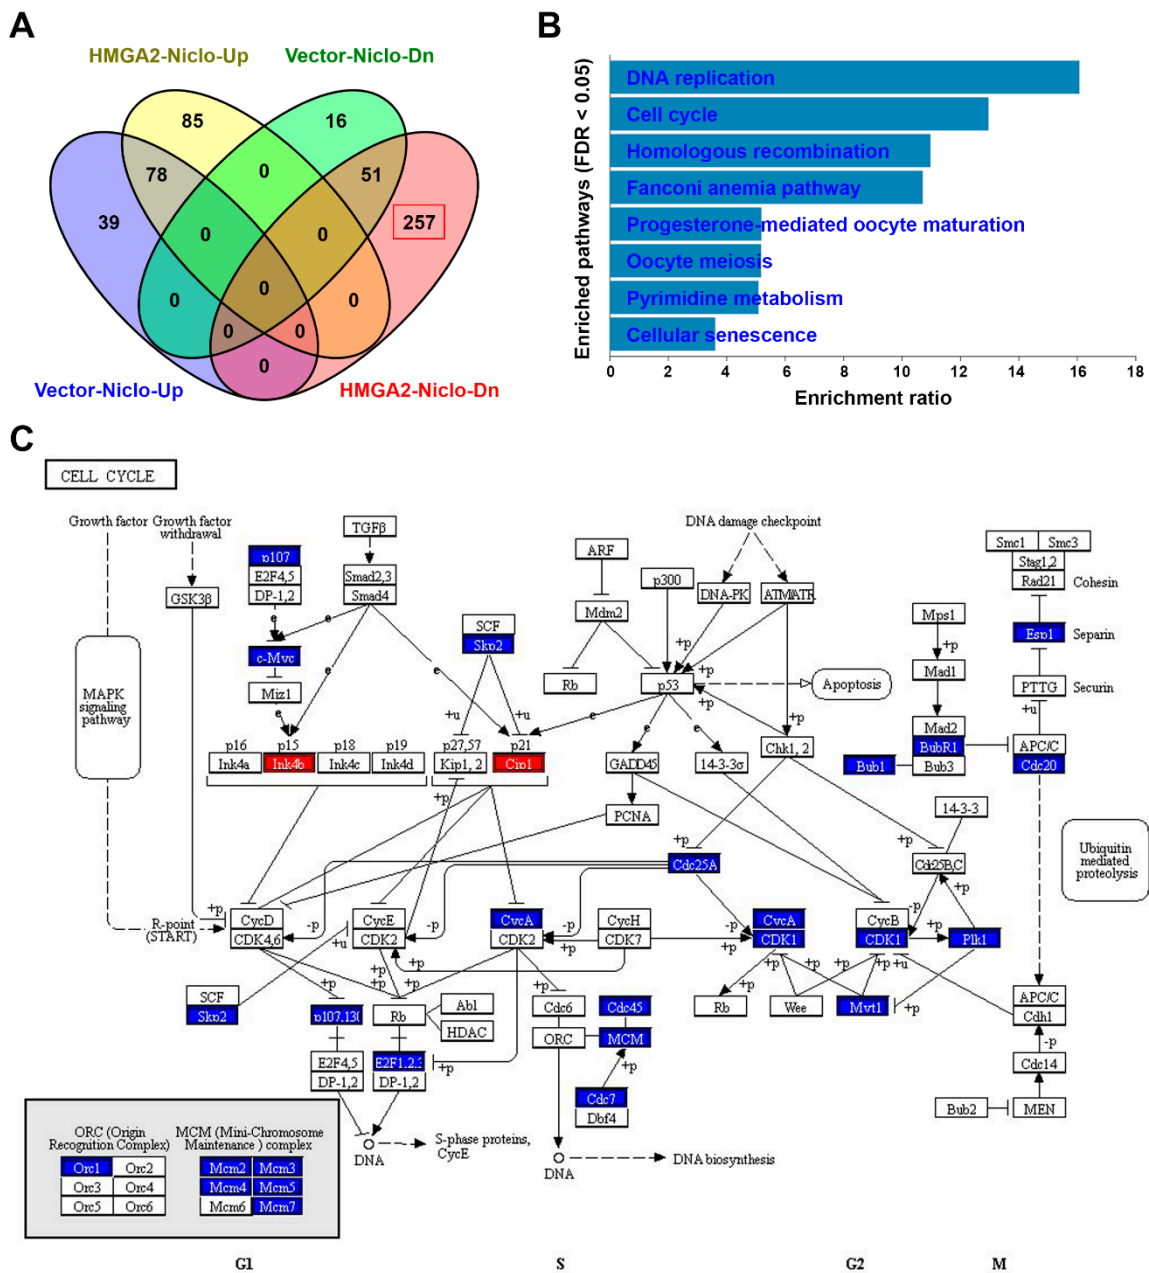 A
HMGA2-Niclo-Up
Vector-Niclo-Dn
85
16
78
0
51
39
0
0
257
0
0
0
0
0
0
Vector-Niclo-Up
HMGA2-Niclo-Dn
B
Enriched pathways (FDR < 0.05)
DNA replication
Cell cycle
Homologous recombination
Fanconi anemia pathway
Progesterone-mediated oocyte maturation
Oocyte meiosis
Pyrimidine metabolism
Cellular senescence
0 2 4 6 8 10 12 14 16 18
Enrichment ratio
C
CELL CYCLE
Growth factor
Growth factor
withdrawal
GSK3β
MAPK
signaling
pathway
p107
E2F4,5
DP-1,2
TGFβ
Smad2,3
Smad4
e
e
e
e
c-Myc
Miz1
SCF
Skp2
+u
+u
ARF
Mdm2
Rb
p300
DNA damage checkpoint
DNA-PK
ATM/ATR
+p
+p
+p
+p
p53
Apoptosis
e
e
e
Mps1
+p
Mad1
Mad2
BubR1
Bub3
Bub1
Smc1
Smc3
Stag1,2
Rad21
Cohesin
Esp1
Separin
PTTG
Securin
+u
APC/C
Cdc20
p16
Ink4a
p15
Ink4b
p18
Ink4c
p19
Ink4d
p27,57
Kip1, 2
p21
Cip1
GADD45
14-3-3σ
Chk1, 2
PCNA
14-3-3
+p
+p
+p
Cdc25A
Cdc25B,C
Ubiquitin
mediated
proteolysis
R-point
(START)
+p
CycD
CDK4,6
-p
+u
CycE
CDK2
-p
CycA
CDK2
-p
+p
CycH
CDK7
-p
+p
CycA
CDK1
CycB
CDK1
-p
+p
+p
Plk1
+p
+p
+p
+p
+p
+p
+p
+p
+u
SCF
Skp2
p107,130
Rb
Abl
HDAC
Cdc6
ORC
Cdc45
MCM
+p
Rb
Wee
Myt1
+p
APC/C
Cdh1
-p
Cdc14
MEN
Bub2
E2F4,5
DP-1,2
E2F1,2,3
DP-1,2
+p
Cdc7
Dbf4
DNA
S-phase proteins,
CycE
DNA
DNA biosynthesis
ORC (Origin
Recognition Complex)
Orc1 Orc2
Orc3 Orc4
Orc5 Orc6
MCM (Mini-Chromosome
Maintenance ) complex
Mcm2 Mcm3
Mcm4 Mcm5
Mcm6 Mcm7
G1
S
G2
M